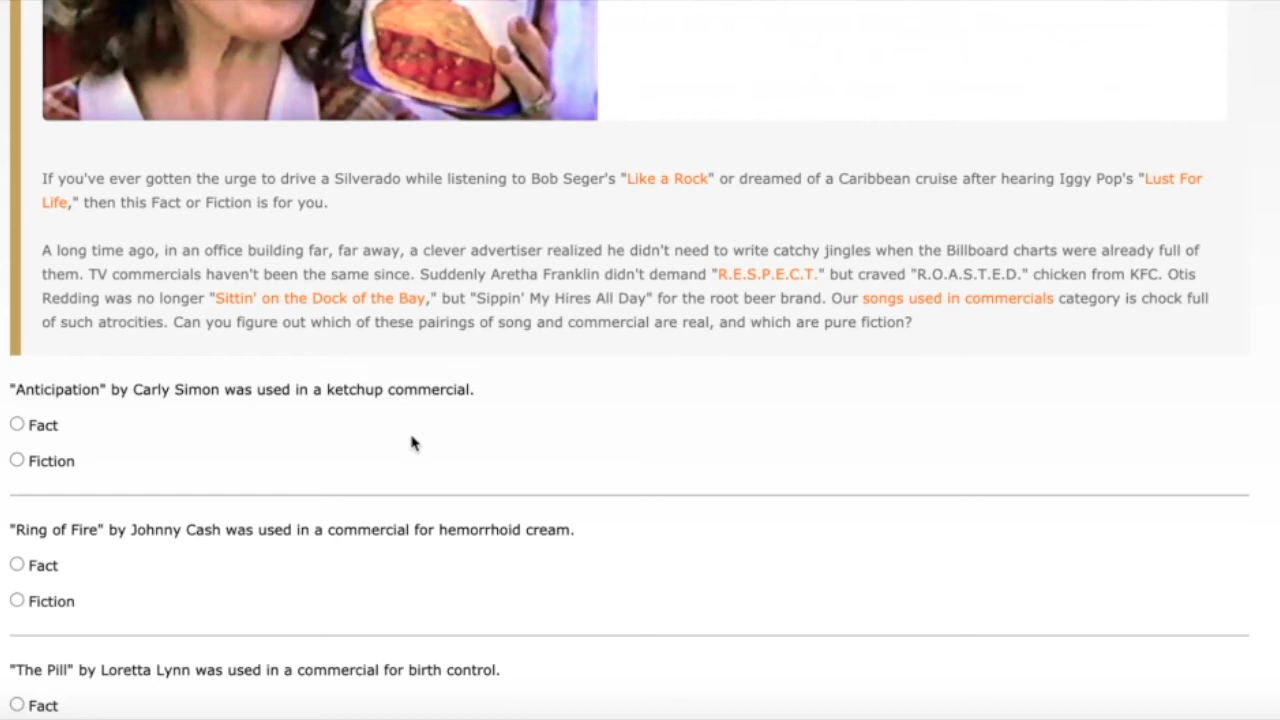 If you've ever gotten the urge to drive a Silverado while listening to Bob Seger's "Like a Rock" or dreamed of a Caribbean cruise after hearing Iggy Pop's "Lust For
Life," then this Fact or Fiction is for you.
A long time ago, in an office building far, far away, a clever advertiser realized he didn't need to write catchy jingles when the Billboard charts were already full of
them. TV commercials haven't been the same since. Suddenly Aretha Franklin didn't demand "R.E.S.P.E.C.T." but craved "R.O.A.S.T.E.D." chicken from KFC. Otis
Redding was no longer "Sittin' on the Dock of the Bay," but "Sippin' My Hires All Day" for the root beer brand. Our songs used in commercials category is chock full
of such atrocities. Can you figure out which of these pairings of song and commercial are real, and which are pure fiction?
"Anticipation" by Carly Simon was used in a ketchup commercial.
Fact
Fiction
"Ring of Fire" by Johnny Cash was used in a commercial for hemorrhoid cream.
Fact
Fiction
"The Pill" by Loretta Lynn was used in a commercial for birth control.
Fact